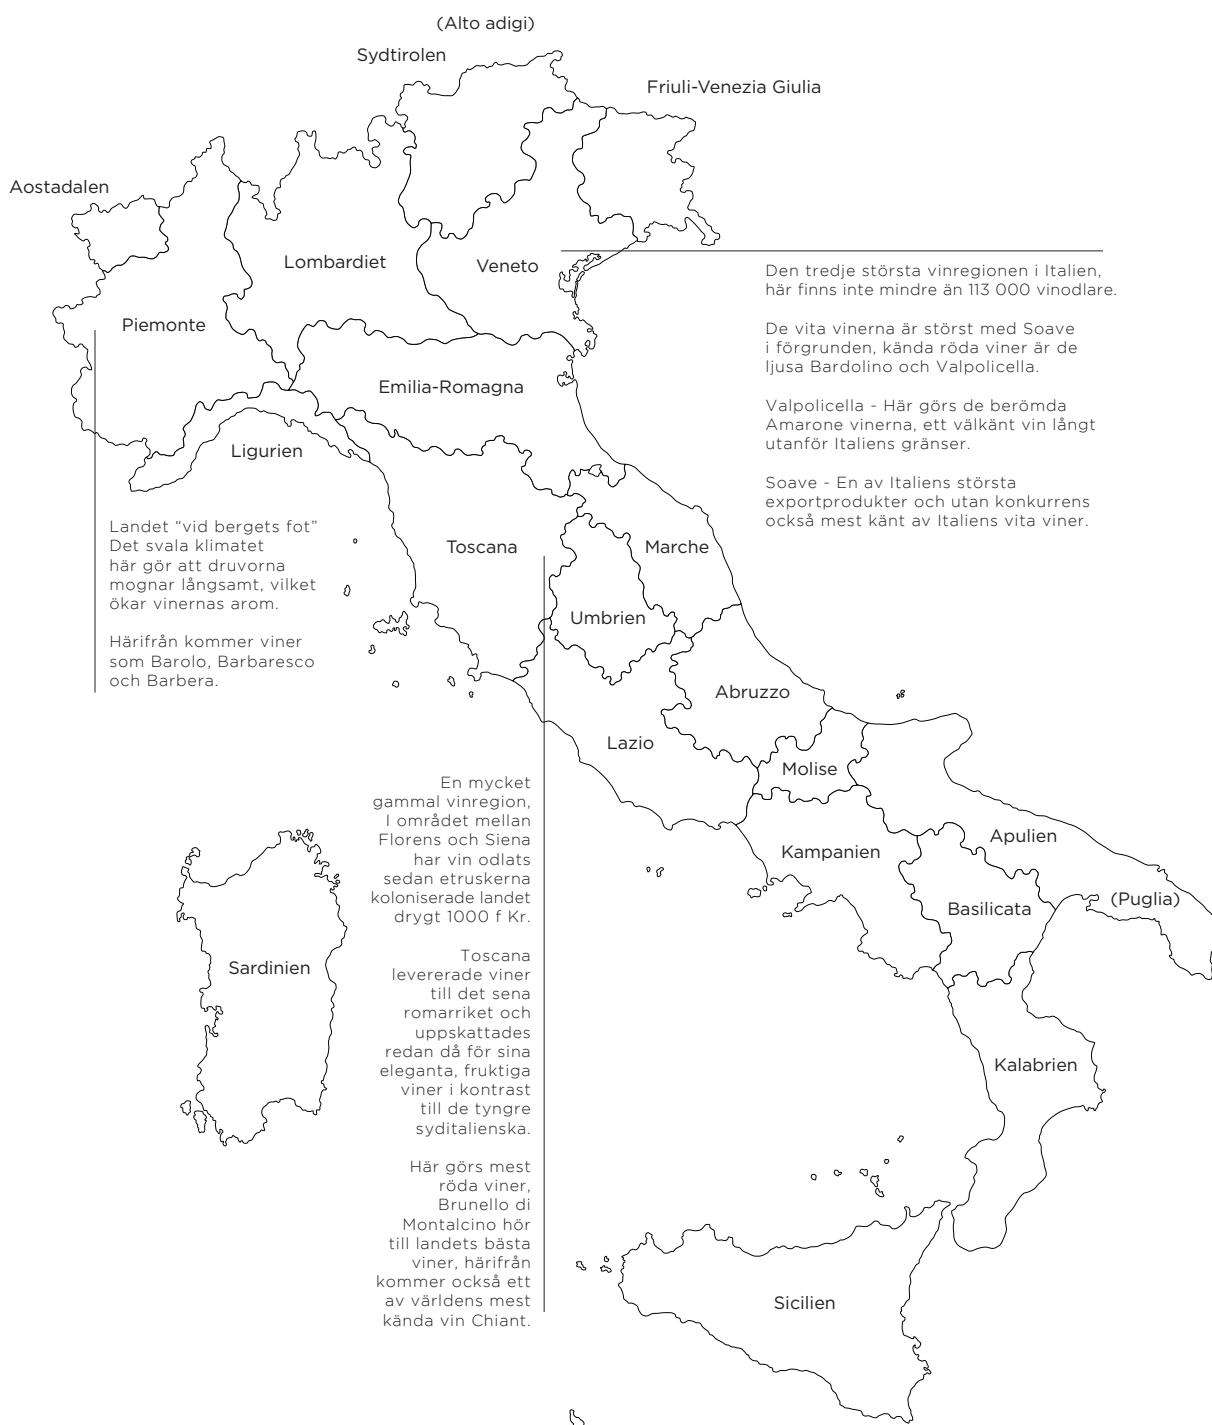 (Alto adigi)
Sydtirolen
Friuli-Venezia Giulia
Aostadalen
Lombardiet
Veneto
Piemonte
Emilia-Romagna
Ligurien
Den tredje största vinregionen i Italien,
här finns inte mindre än 113 000 vinodlare.
De vita vinerna är störst med Soave
i förgrunden, kända röda viner är de
ljusa Bardolino och Valpolicella.
Valpolicella - Här görs de berömda
Amarone vinerna, ett välkänt vin långt
utanför Italiens gränser.
Soave - En av Italiens största
exportprodukter och utan konkurrens
också mest känt av Italiens vita viner.
Landet “vid bergets fot”
Det svala klimatet
här gör att druvorna
mognar långsamt, vilket
ökar vinernas arom.
Härifrån kommer viner
som Barolo, Barbaresco
och Barbera.
Toscana
Marche
Umbrien
Abruzzo
Lazio
Molise
Kampanien
Apulien
(Puglia)
Basilicata
En mycket
gammal vinregion,
I området mellan
Florens och Siena
har vin odlats
sedan etruskerna
koloniserade landet
drygt 1000 f Kr.
Toscana
levererade viner
till det sena
romarriket och
uppskattades
redan då för sina
eleganta, fruktiga
viner i kontrast
till de tyngre
syditalienska.
Här görs mest
röda viner,
Brunello di
Montalcino hör
till landets bästa
viner, härifrån
kommer också ett
av världens mest
kända vin Chiant.
Sardinien
Kalabrien
Sicilien